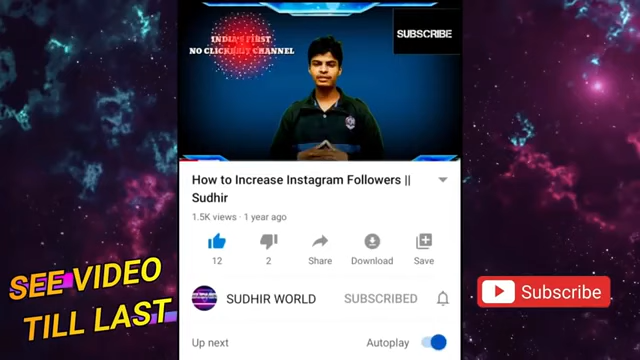 INDIA'S FIRST
NO CLICKBAIT CHANNEL
SUBSCRIBE
How to Increase Instagram Followers ||
Sudhir
1.5K views · 1 year ago
12
2
Share
Download
Save
SEE VIDEO
TILL LAST
SUDHIR WORLD
SUBSCRIBED
Subscribe
Up next
Autoplay